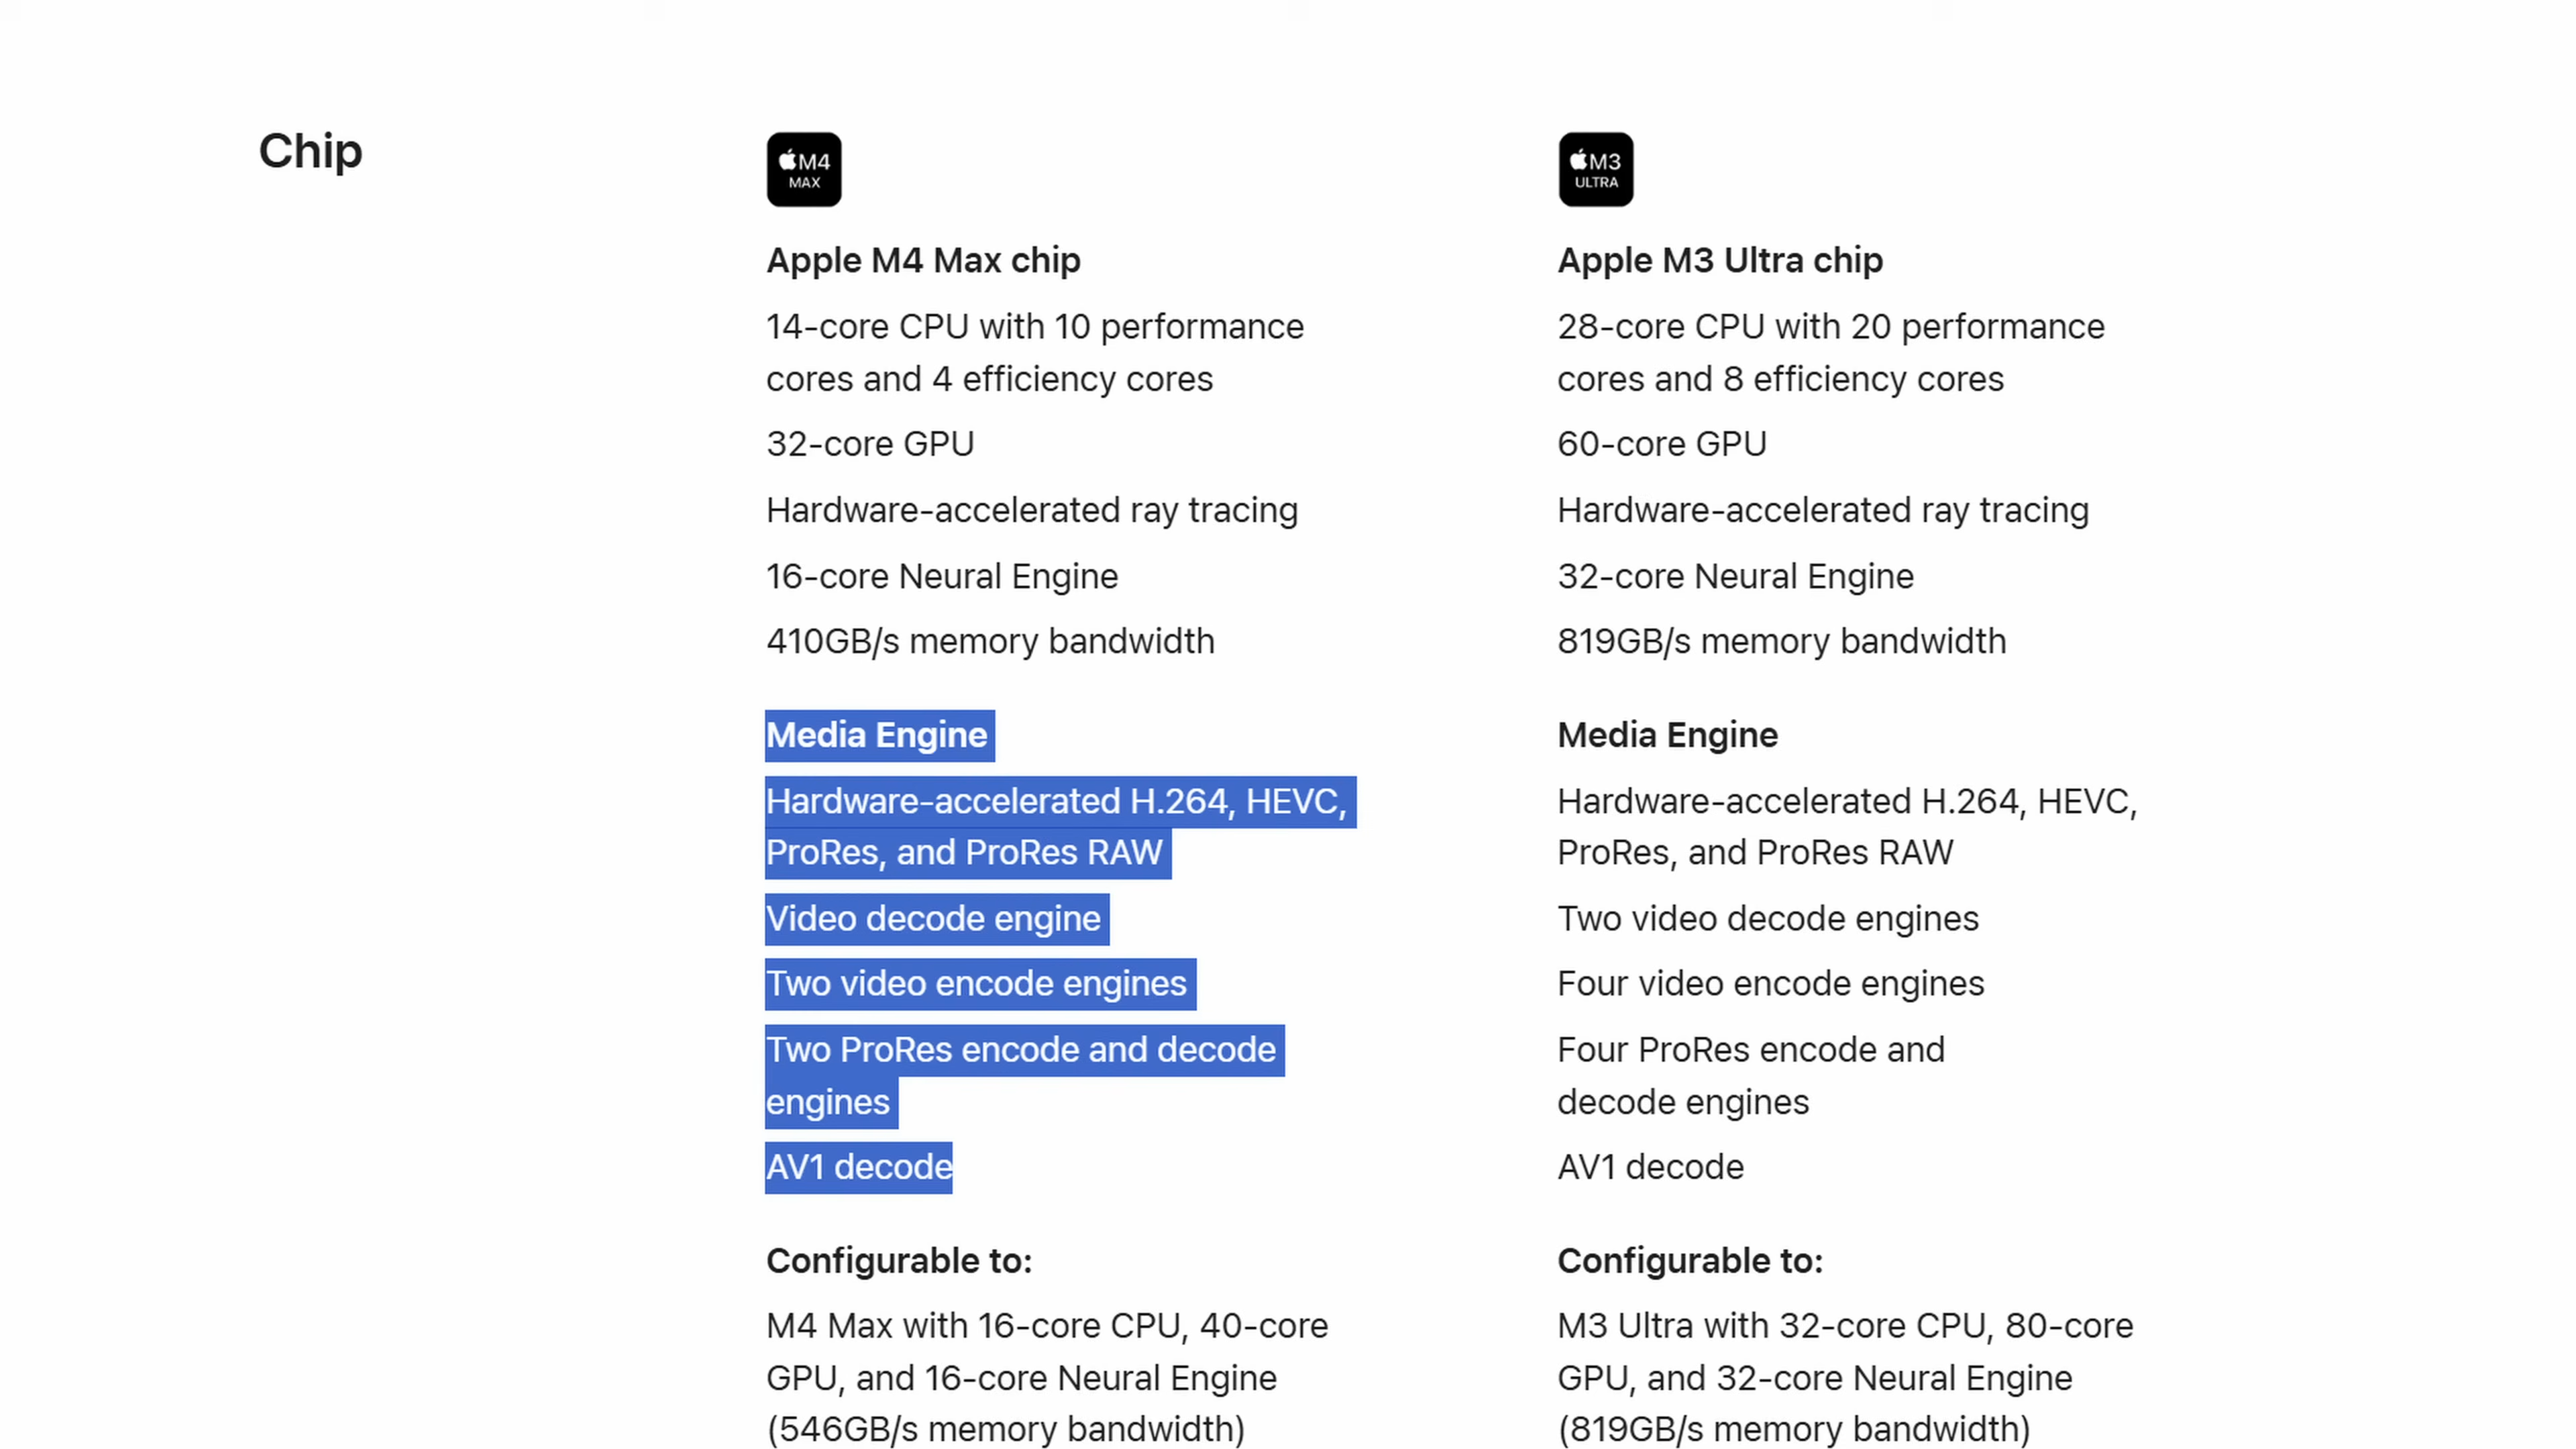 Chip
M4
MAX
Apple M4 Max chip
14-core CPU with 10 performance
cores and 4 efficiency cores
32-core GPU
Hardware-accelerated ray tracing
16-core Neural Engine
410GB/s memory bandwidth
Media Engine
Hardware-accelerated H.264, HEVC,
ProRes, and ProRes RAW
Video decode engine
Two video encode engines
Two ProRes encode and decode
engines
AV1 decode
Configurable to:
M4 Max with 16-core CPU, 40-core
GPU, and 16-core Neural Engine
(546GB/s memory bandwidth)
M3
ULTRA
Apple M3 Ultra chip
28-core CPU with 20 performance
cores and 8 efficiency cores
60-core GPU
Hardware-accelerated ray tracing
32-core Neural Engine
819GB/s memory bandwidth
Media Engine
Hardware-accelerated H.264, HEVC,
ProRes, and ProRes RAW
Two video decode engines
Four video encode engines
Four ProRes encode and
decode engines
AV1 decode
Configurable to:
M3 Ultra with 32-core CPU, 80-core
GPU, and 32-core Neural Engine
(819GB/s memory bandwidth)